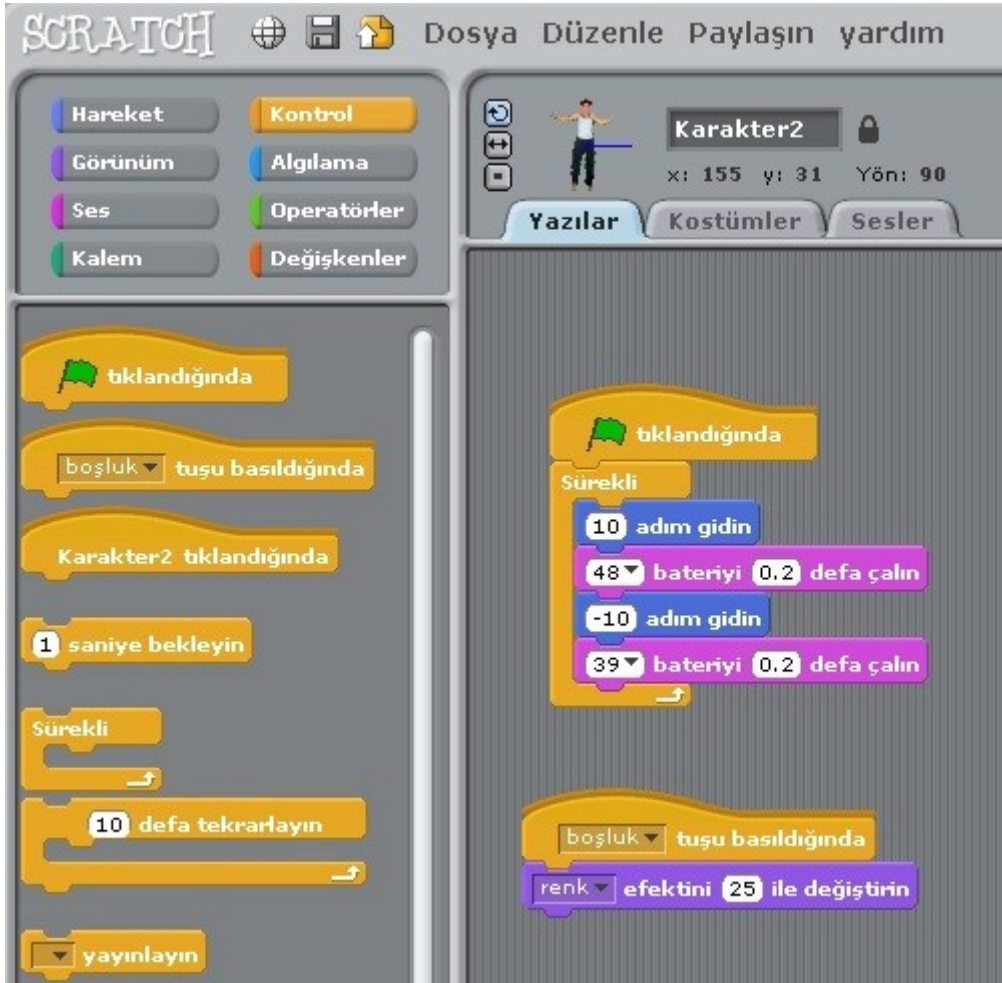 SCRATCH Dosya Düzenle Paylaşın yardım
Hareket Kontrol
Görünüm Algılama
Ses Operatörler
Kalem Değişkenler
Karakter2
x: 155 y: 31 Yön: 90
Yazılar Kostümler Sesler
tıklandığında
boşluk tuşu basıldığında
Karakter2 tıklandığında
1 saniye bekleyin
Sürekli
10 defa tekrarlayın
yayınlayın
tıklandığında
Sürekli
10 adım gidin
48 bateriyi 0.2 defa çalın
-10 adım gidin
39 bateriyi 0.2 defa çalın
boşluk tuşu basıldığında
renk efektini 25 ile değiştirin